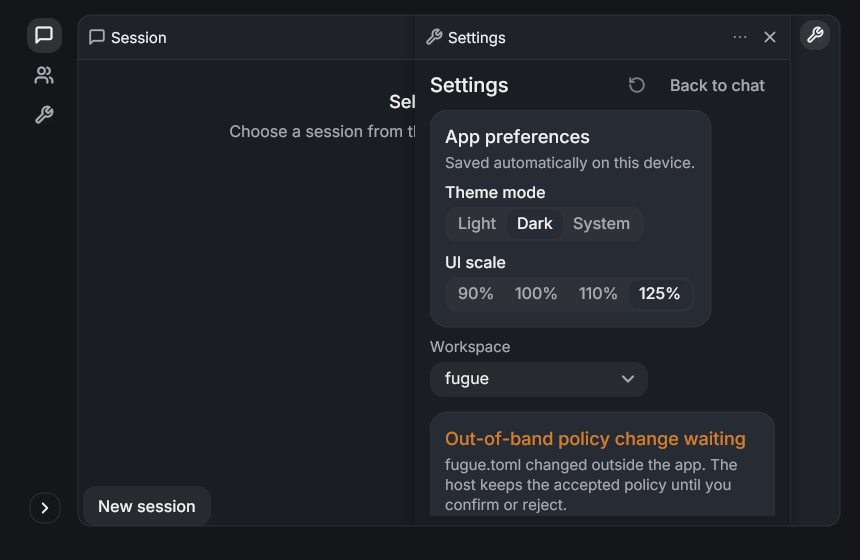 Session
Sel
Choose a session from t
New session
Settings
Settings
Back to chat
App preferences
Saved automatically on this device.
Theme mode
Light Dark System
UI scale
90% 100% 110% 125%
Workspace
fugue
Out-of-band policy change waiting
fugue.toml changed outside the app. The
host keeps the accepted policy until you
confirm or reject.